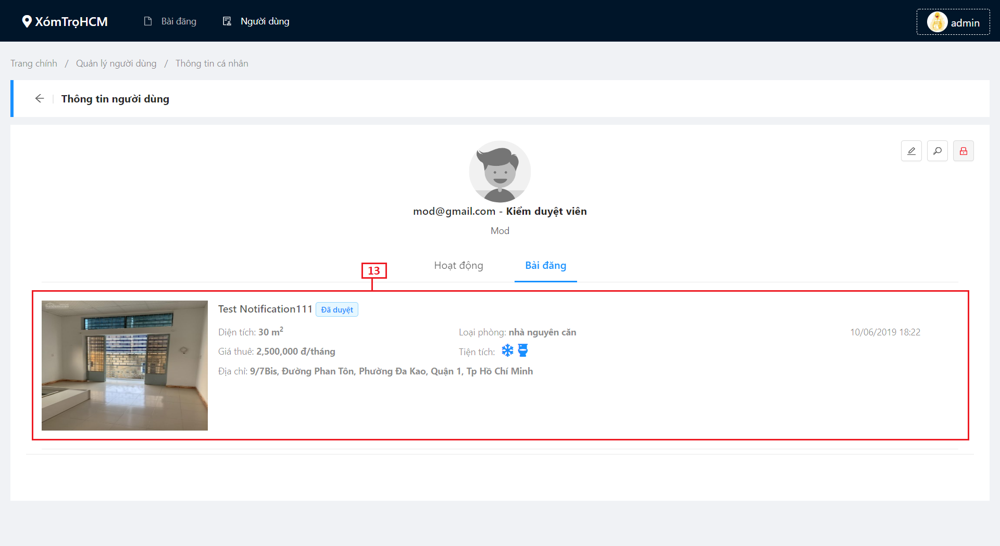 XómTrọHCM
Bài đăng
Người dùng
admin
Trang chính / Quản lý người dùng / Thông tin cá nhân
Thông tin người dùng
mod@gmail.com - Kiểm duyệt viên
Mod
Hoạt động
Bài đăng
13
Test Notification111 Đã duyệt
Diện tích: 30 m²
Loại phòng: nhà nguyên căn
10/06/2019 18:22
Giá thuê: 2,500,000 đ/tháng
Tiện tích:
Địa chỉ: 9/7Bis, Đường Phan Tôn, Phường Đa Kao, Quận 1, Tp Hồ Chí Minh